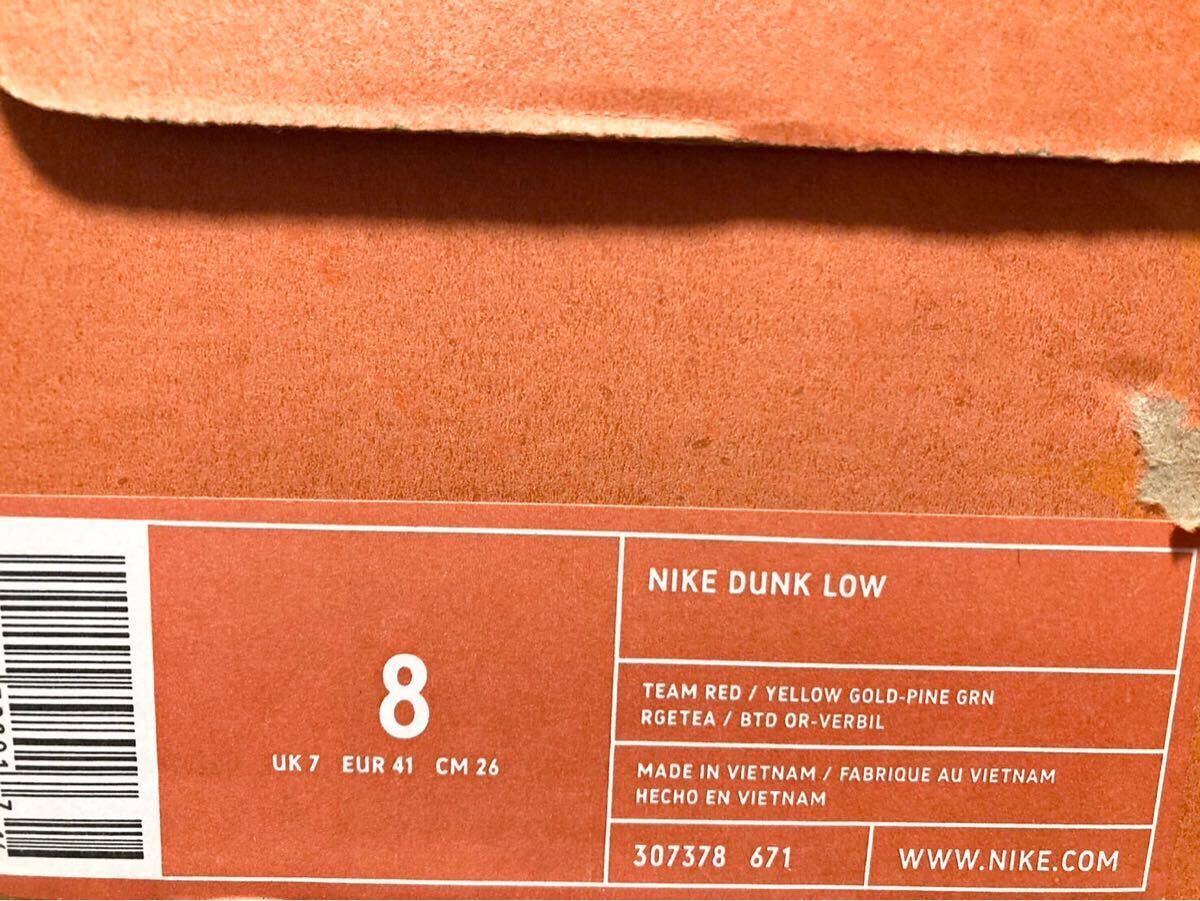 8
UK 7 EUR 41 CM 26
NIKE DUNK LOW
TEAM RED / YELLOW GOLD-PINE GRN
RGETEA / BTD OR-VERBIL
MADE IN VIETNAM / FABRIQUE AU VIETNAM
HECHO EN VIETNAM
307378 671
WWW.NIKE.COM